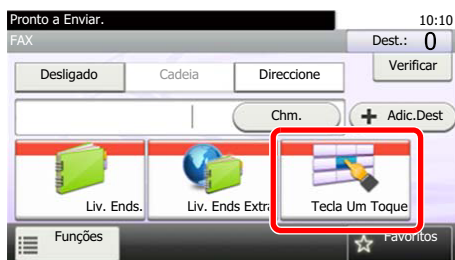 Pronto a Enviar. 10:10
FAX Dest.: 0
Desligado Cadeia Direccione Verificar
Chm. + Adic.Dest
Liv. Ends. Liv. Ends Extra Tecla Um Toque
Funções Favoritos